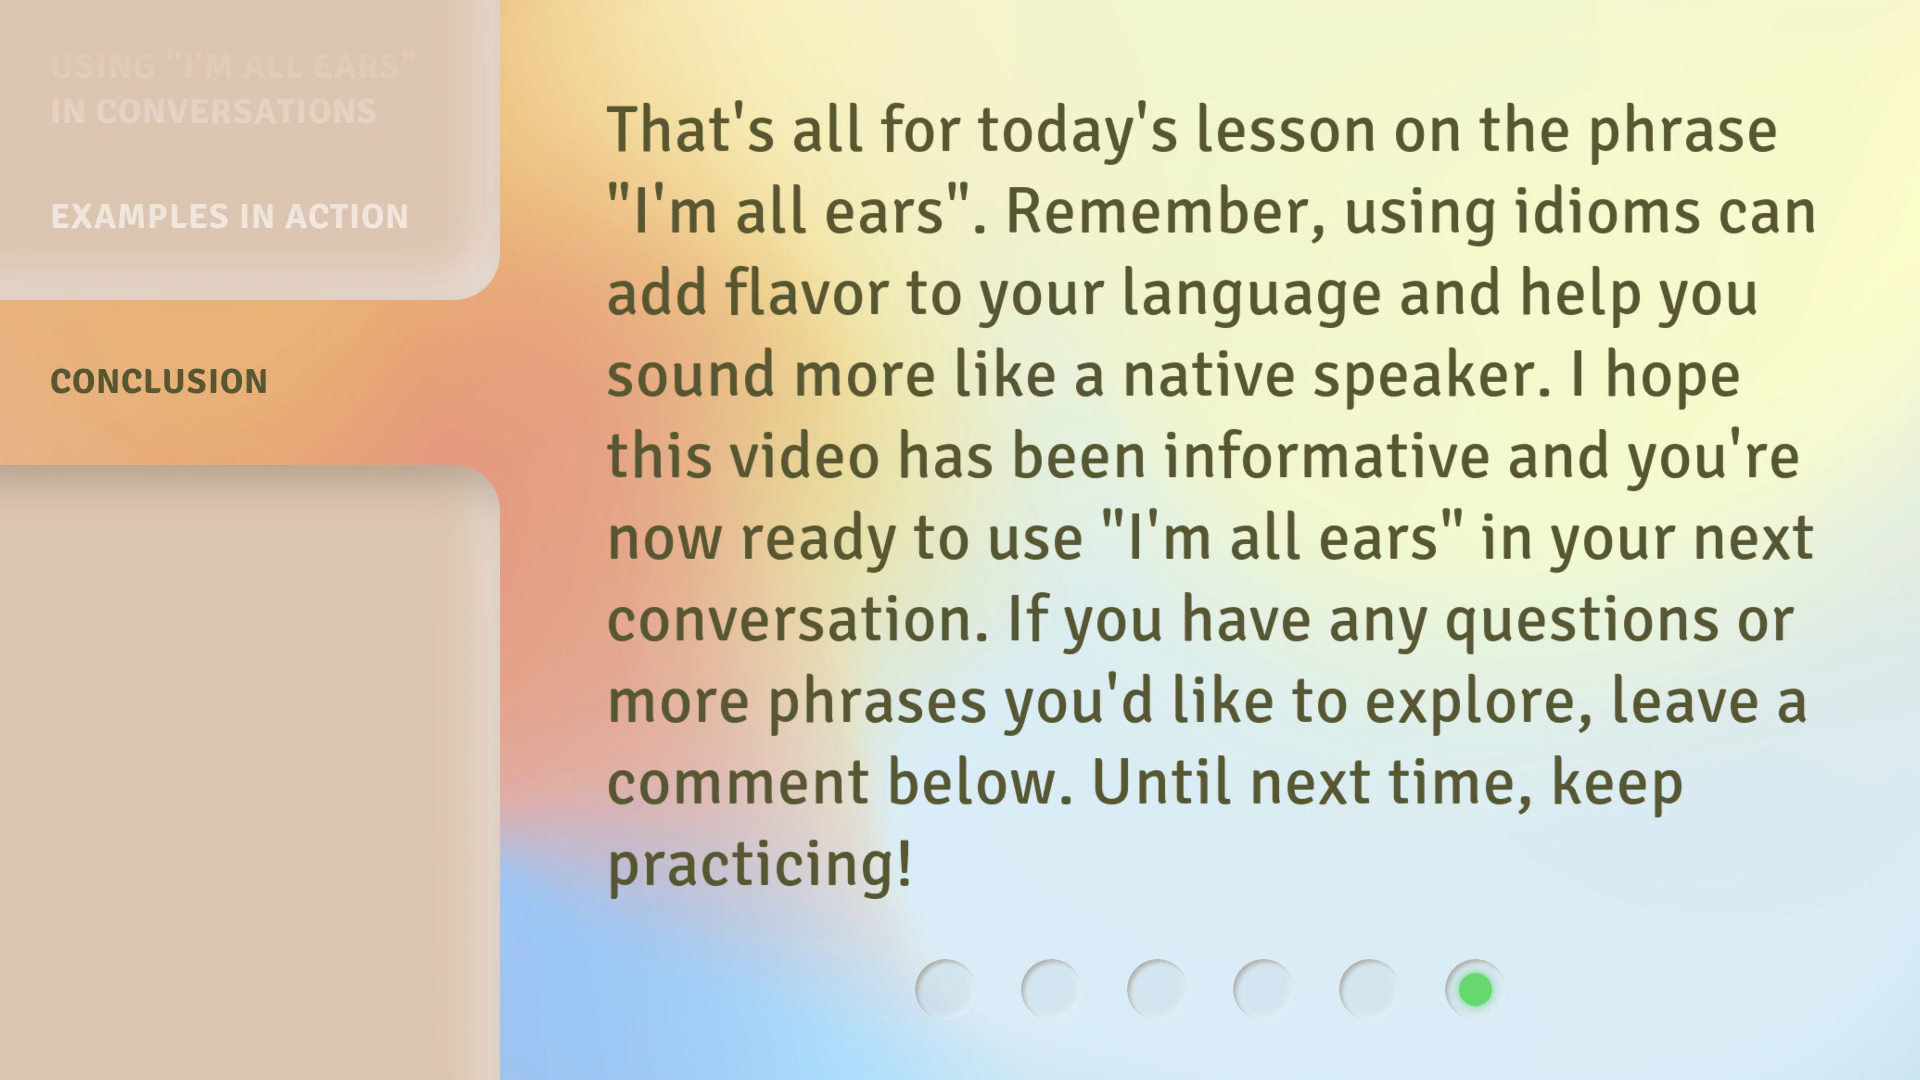 USING "I'M ALL EARS"
IN CONVERSATIONS
EXAMPLES IN ACTION
CONCLUSION
That's all for today's lesson on the phrase
"I'm all ears". Remember, using idioms can
add flavor to your language and help you
sound more like a native speaker. I hope
this video has been informative and you're
now ready to use "I'm all ears" in your next
conversation. If you have any questions or
more phrases you'd like to explore, leave a
comment below. Until next time, keep
practicing!